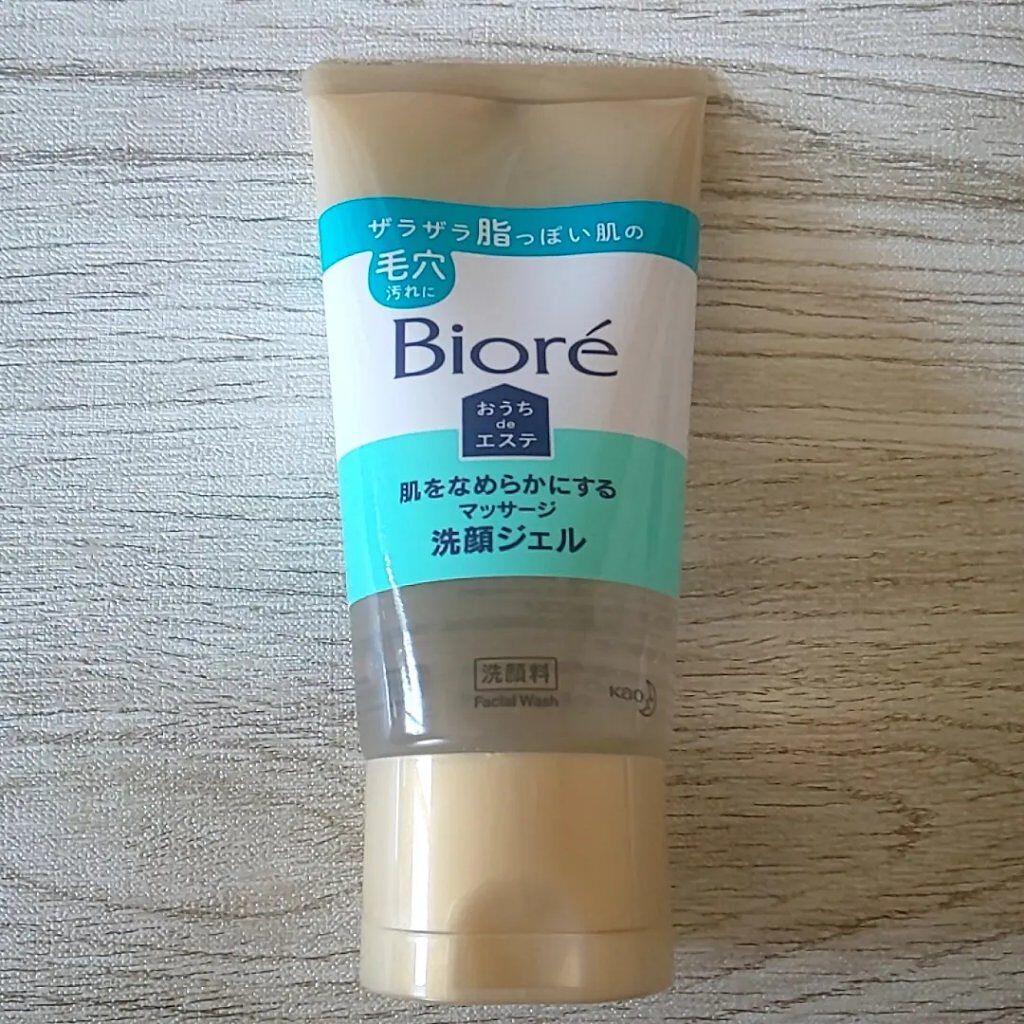 ザラザラ脂っぽい肌の
毛穴
汚れに
Bioré
おうち
de
エステ
肌をなめらかにする
マッサージ
洗顔ジェル
洗顔料
Facial Wash
Kao